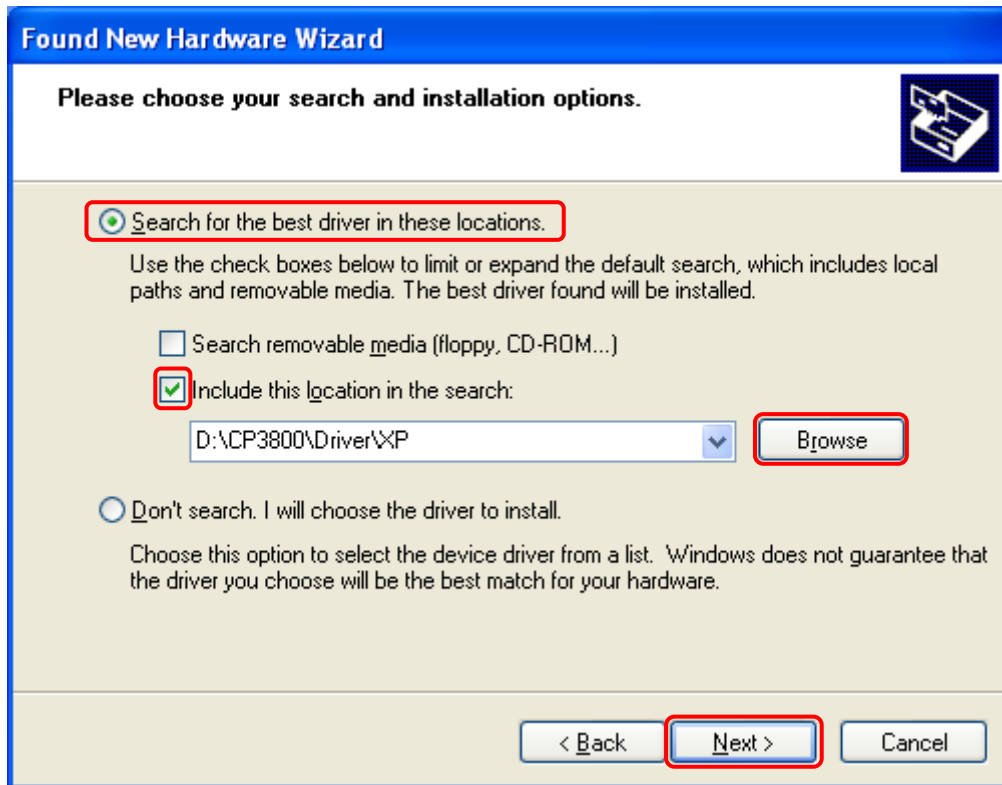 Found New Hardware Wizard
Please choose your search and installation options.
Search for the best driver in these locations.
Use the check boxes below to limit or expand the default search, which includes local
paths and removable media. The best driver found will be installed.
Search removable media (floppy, CD-ROM...)
Include this location in the search:
D:\CP3800\Driver\XP
Browse
Don't search. I will choose the driver to install.
Choose this option to select the device driver from a list.  Windows does not guarantee that
the driver you choose will be the best match for your hardware.
< Back
Next >
Cancel